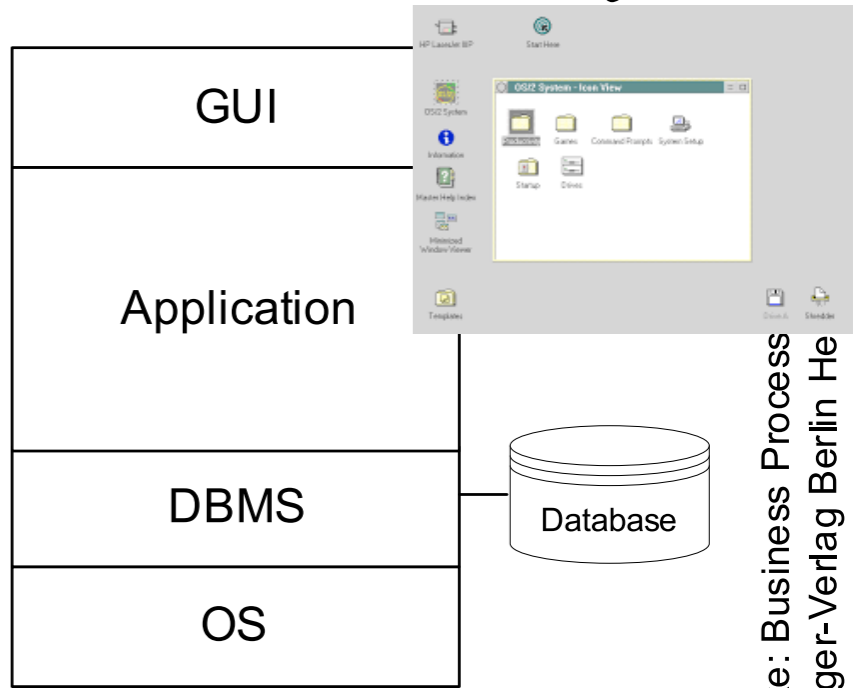 HP LaserJet IIIP
Start Here
GUI
OS/2 System
OS/2 System - Icon View
Productivity
Games
Command Prompts
System Setup
Information
Startup
Drives
Master Help Index
Minimized
Window Viewer
Application
Templates
Drive A
Shredder
DBMS
Database
OS
e: Business Process
ger-Verlag Berlin He